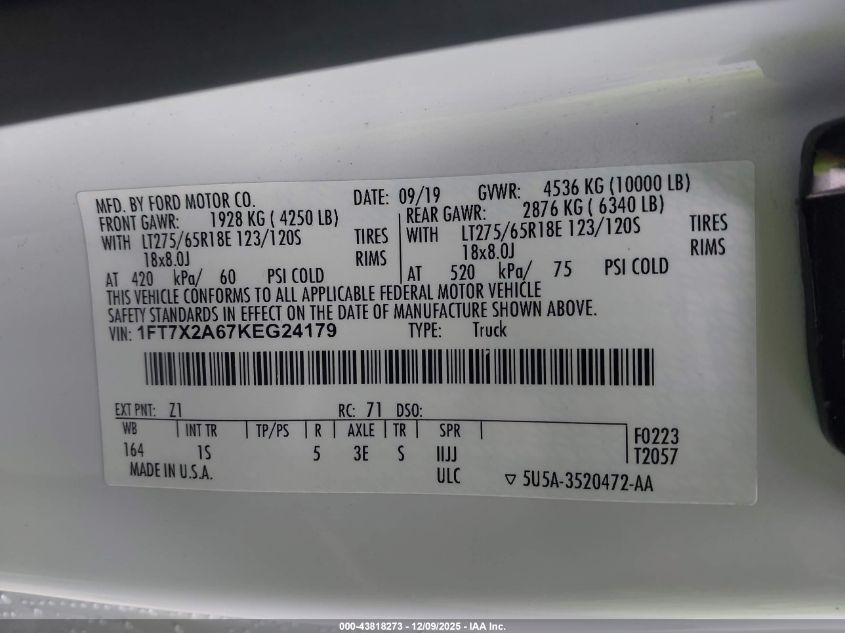 MFD. BY FORD MOTOR CO. DATE: 09/19 GVWR: 4536 KG (10000 LB)
FRONT GAWR: 1928 KG ( 4250 LB) REAR GAWR: 2876 KG ( 6340 LB)
WITH LT275/65R18E 123/120S TIRES WITH LT275/65R18E 123/120S TIRES
18x8.0J RIMS 18x8.0J RIMS
AT 420 kPa/ 60 PSI COLD AT 520 kPa/ 75 PSI COLD
THIS VEHICLE CONFORMS TO ALL APPLICABLE FEDERAL MOTOR VEHICLE
SAFETY STANDARDS IN EFFECT ON THE DATE OF MANUFACTURE SHOWN ABOVE.
VIN: 1FT7X2A67KEG24179 TYPE: Truck
EXT PNT: Z1 RC: 71 DSO:
WB INT TR TP/PS R AXLE TR SPR F0223
164 1S 5 3E S IIJJ T2057
MADE IN U.S.A. ULC ▽ 5U5A-3520472-AA
000-43818273 - 12/09/2025 - IAA Inc.